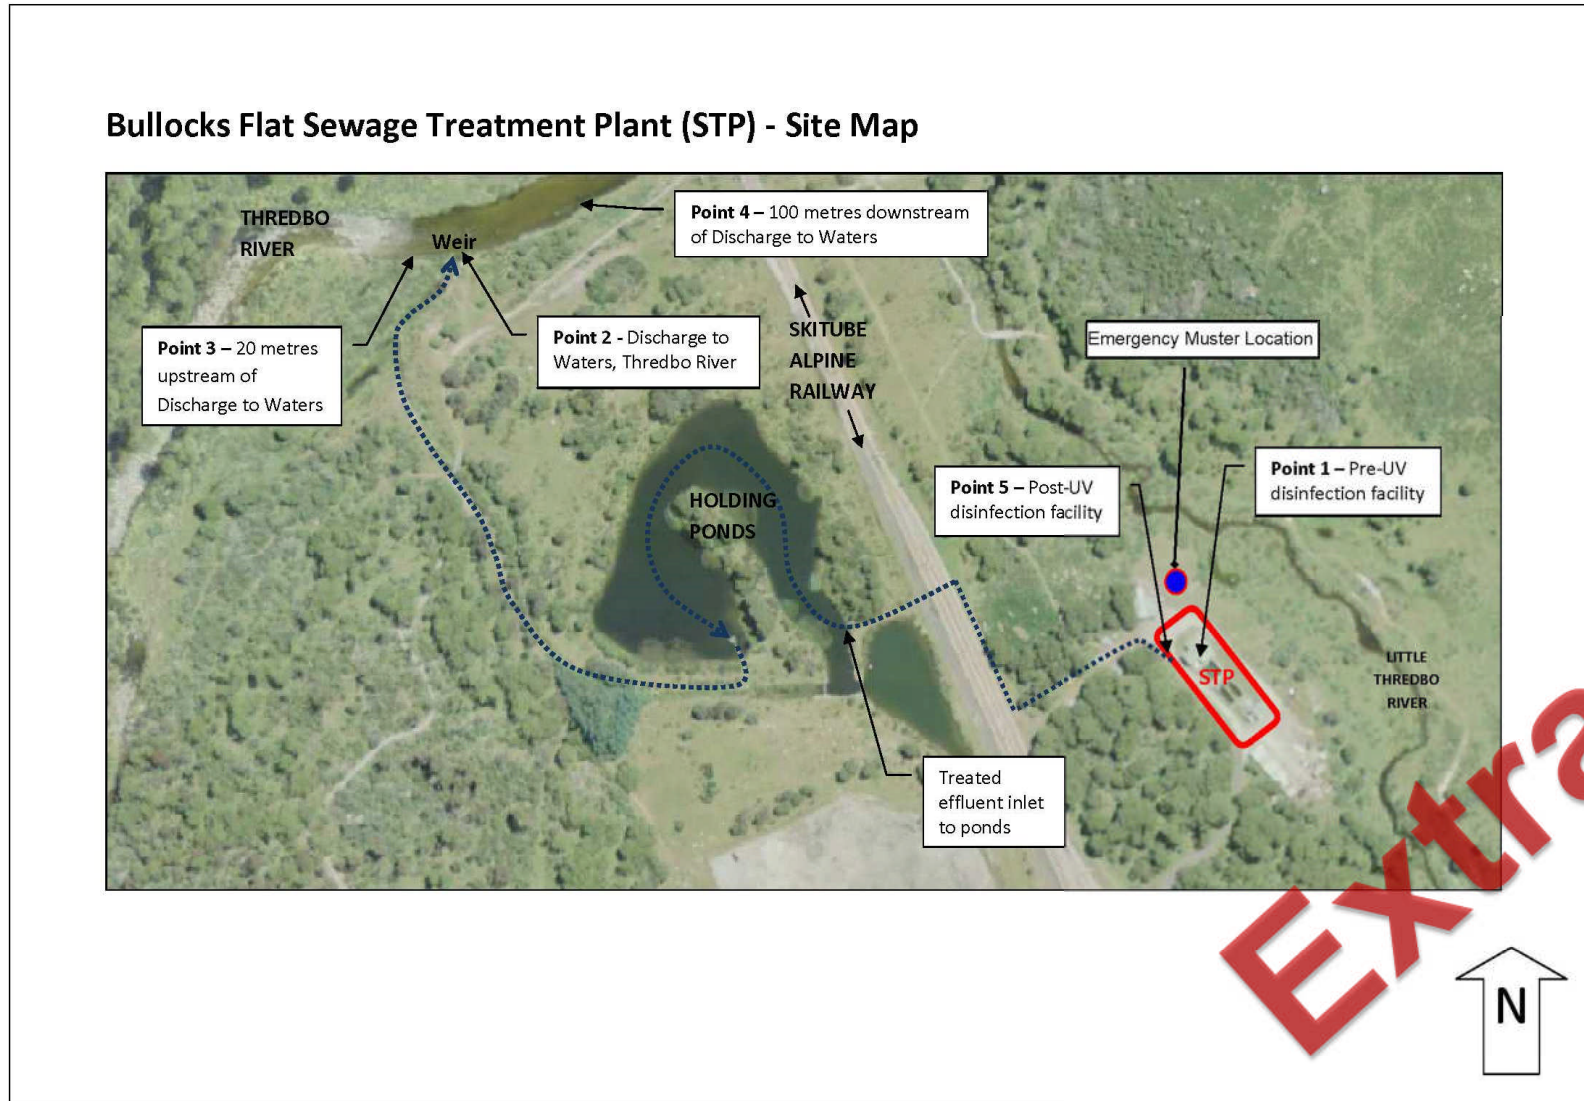 Bullocks Flat Sewage Treatment Plant (STP) - Site Map
THREDBO
RIVER
Weir
Point 4 – 100 metres downstream
of Discharge to Waters
Point 3 – 20 metres
upstream of
Discharge to Waters
Point 2 - Discharge to
Waters, Thredbo River
SKITUBE
ALPINE
RAILWAY
Emergency Muster Location
HOLDING
PONDS
Point 5 – Post-UV
disinfection facility
Point 1 – Pre-UV
disinfection facility
STP
LITTLE
THREDBO
RIVER
Treated
effluent inlet
to ponds
Extra
N